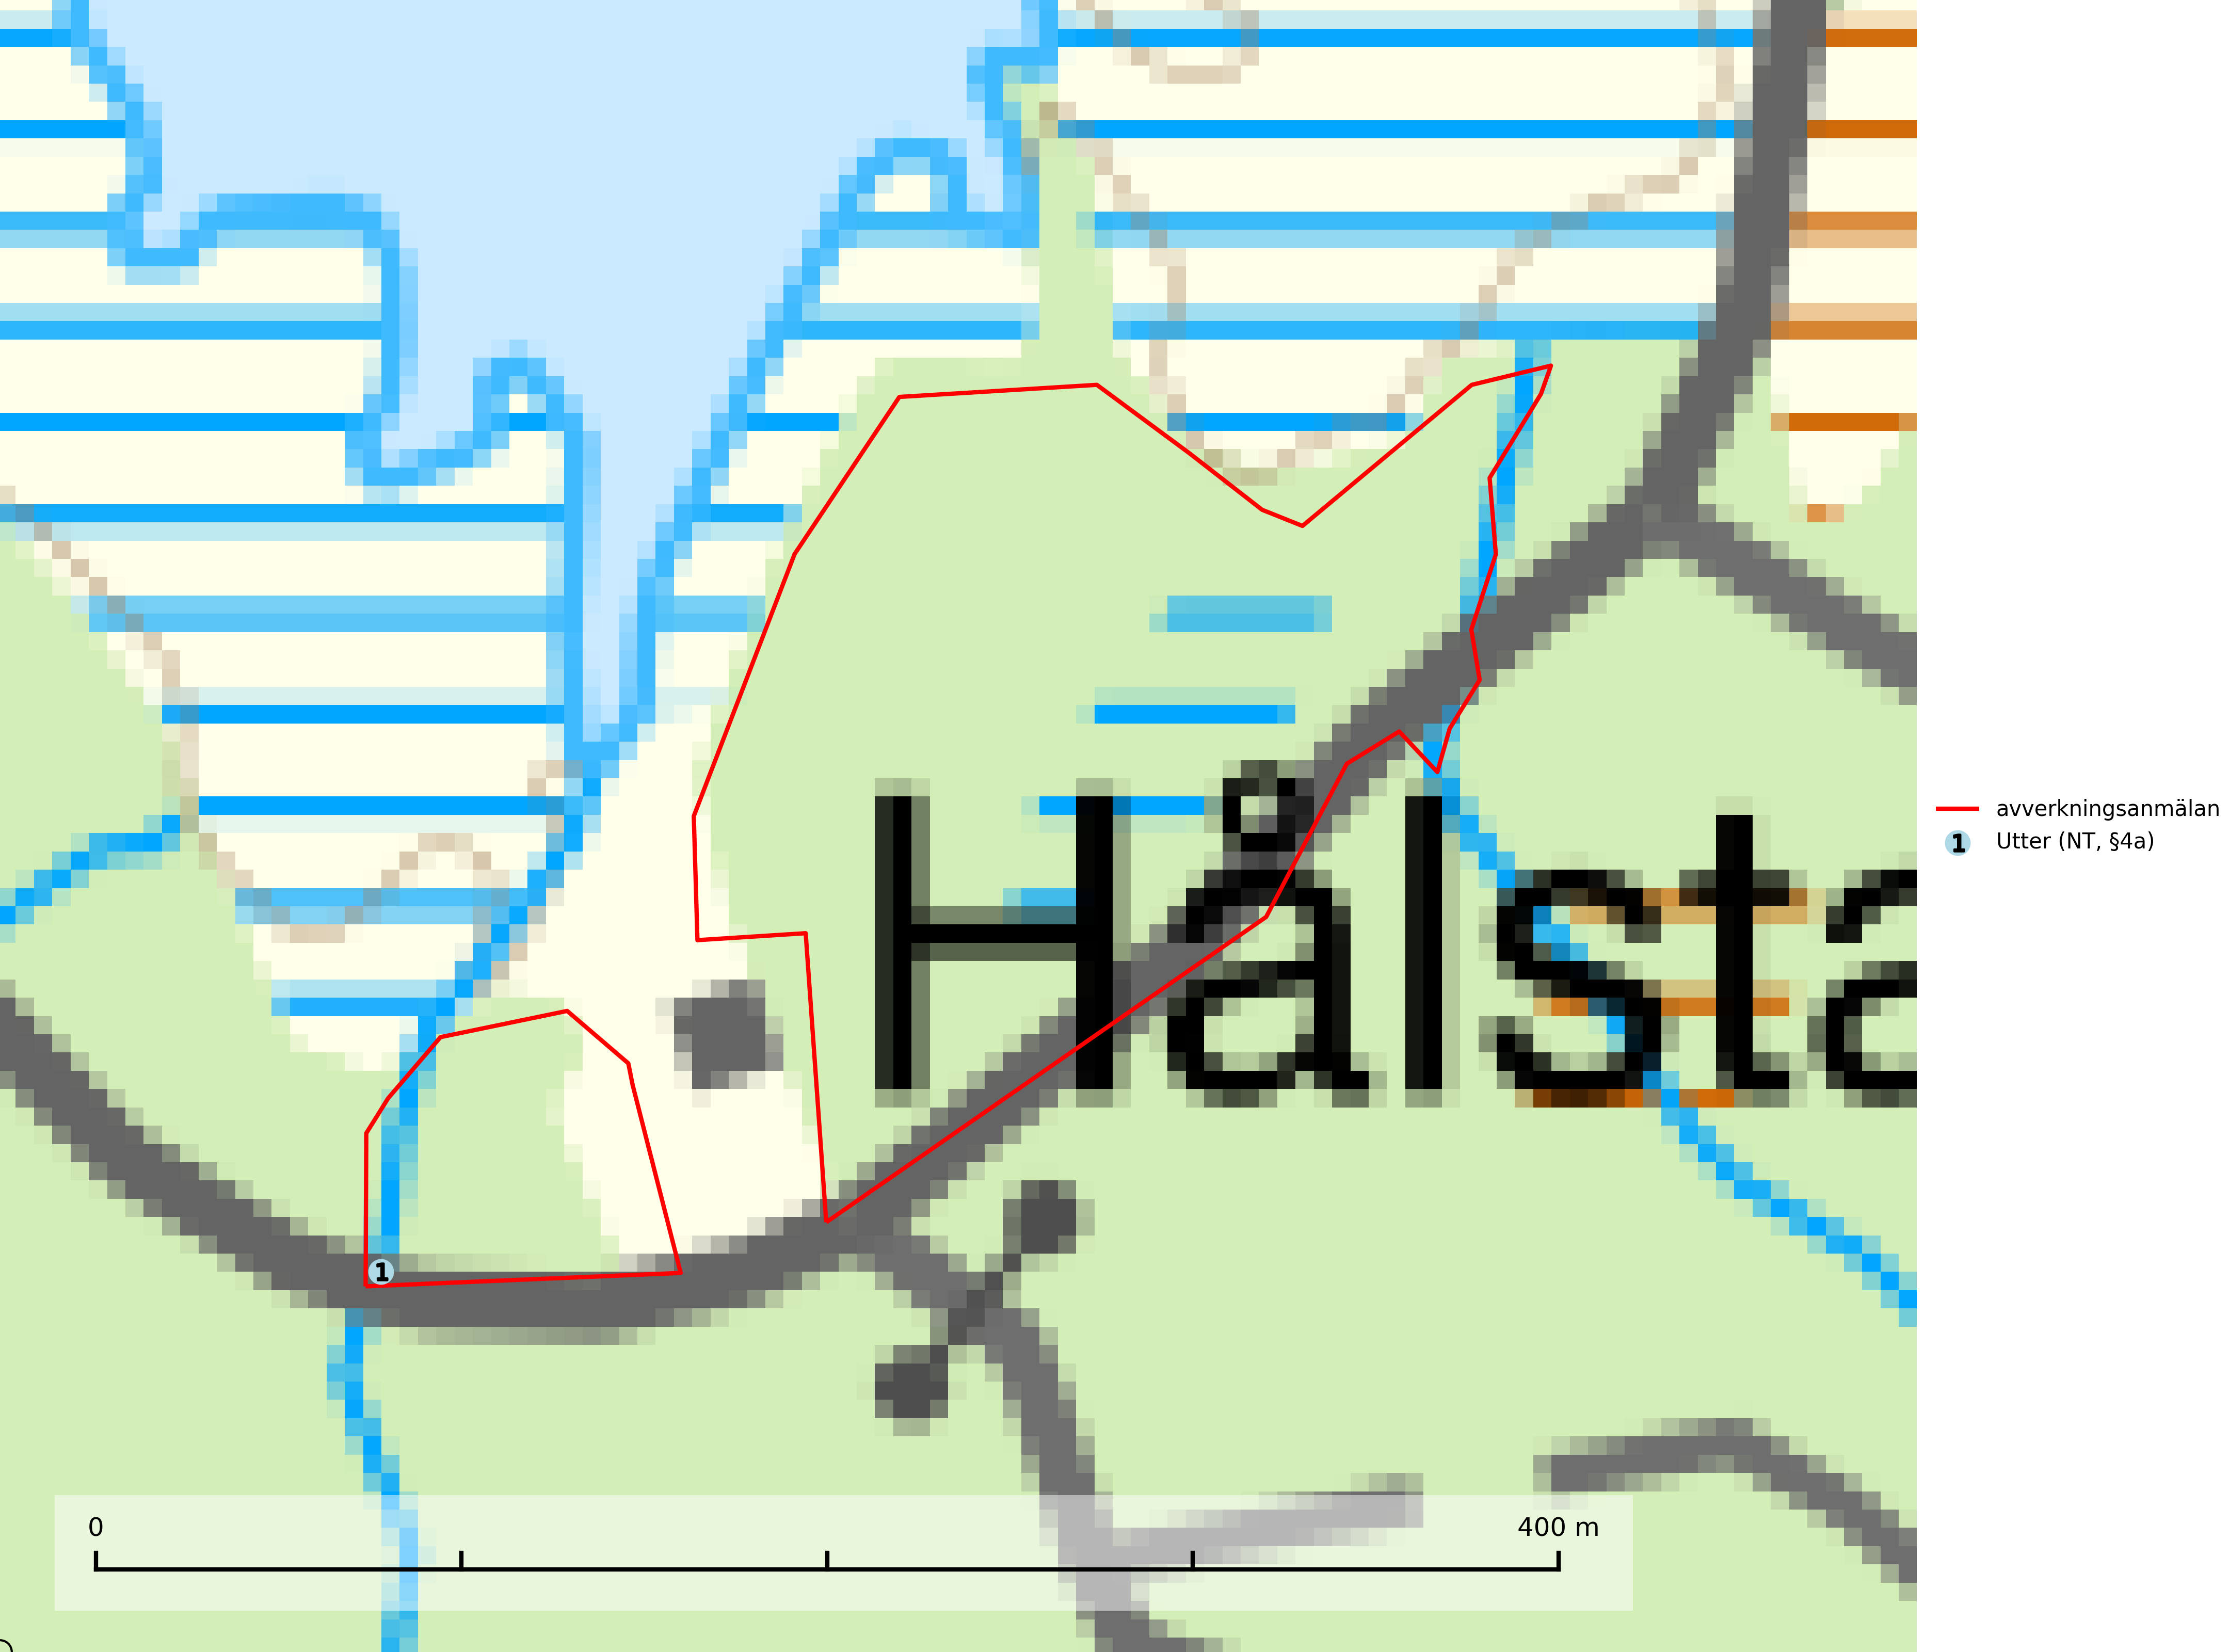 Hålsta
1
0
400 m
avverkningsanmälan
1 Utter (NT, §4a)